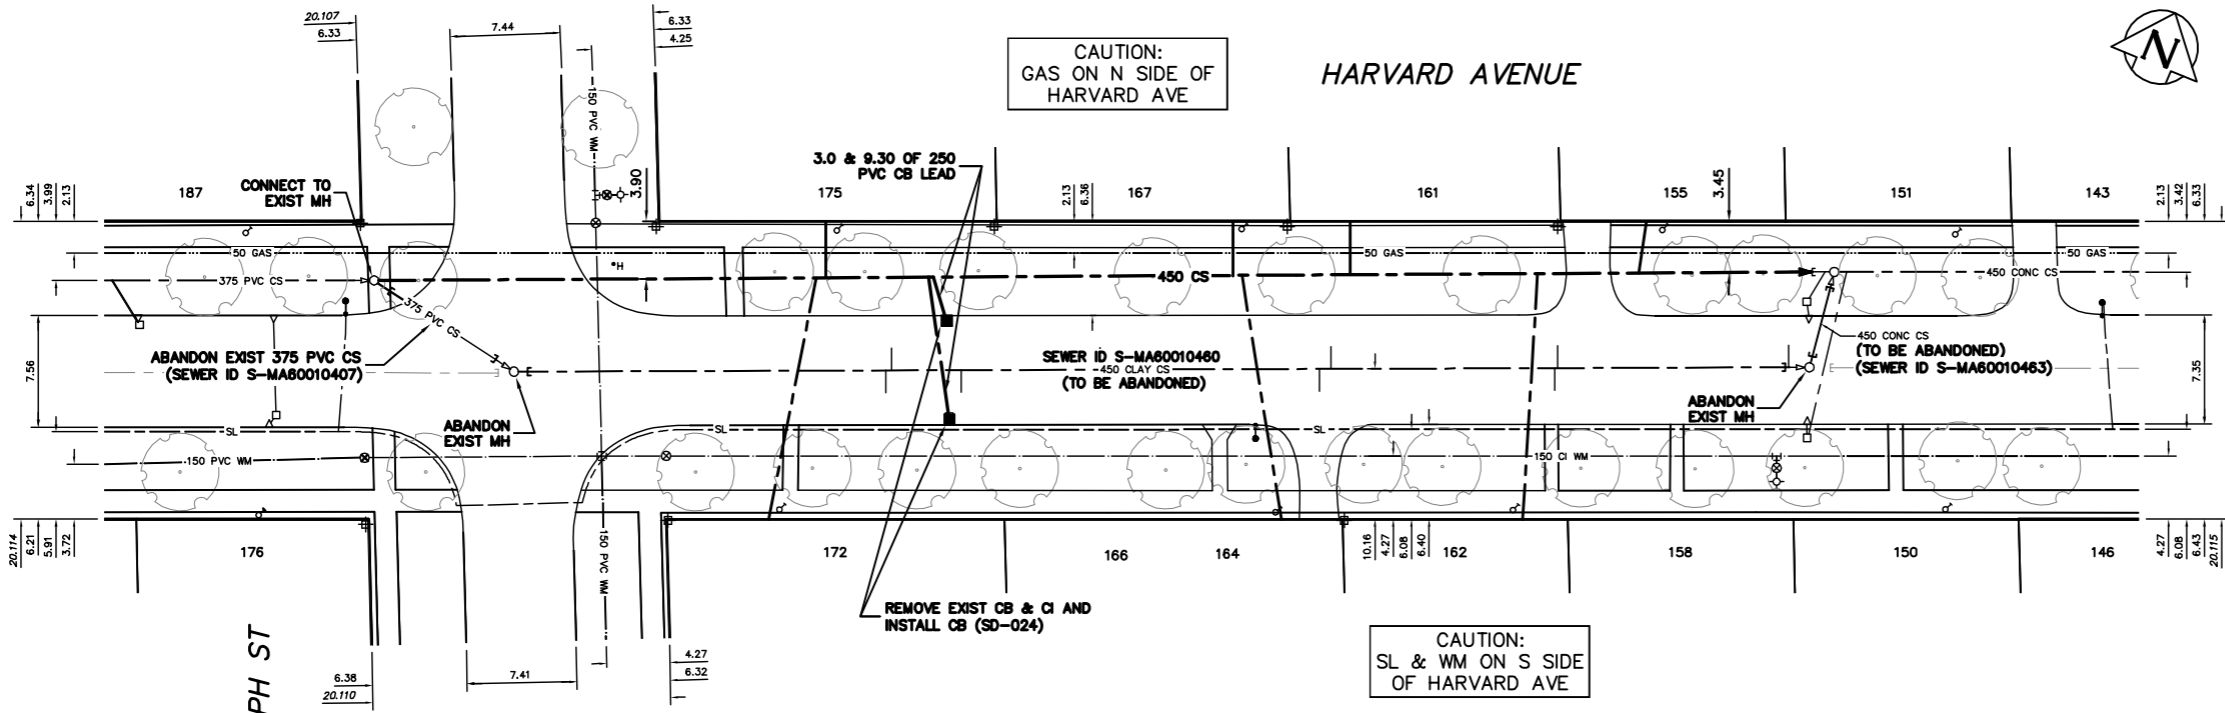 20.107
6.33
7.44
6.33
4.25
150 PVC WM
CAUTION:
GAS ON N SIDE OF
HARVARD AVE
HARVARD AVENUE
N
6.34
3.99
2.13
187
CONNECT TO
EXIST MH
3.90
3.0 & 9.30 OF 250
PVC CB LEAD
175
2.13
6.36
167
161
155
3.45
151
143
2.13
3.42
6.33
50 GAS
H
50 GAS
50 GAS
375 PVC CS
450 CS
450 CONC CS
375 PVC CS
7.56
ABANDON EXIST 375 PVC CS
(SEWER ID S-MA60010407)
SEWER ID S-MA60010460
450 CLAY CS
(TO BE ABANDONED)
450 CONC CS
(TO BE ABANDONED)
(SEWER ID S-MA60010463)
7.35
ABANDON
EXIST MH
ABANDON
EXIST MH
SL
SL
SL
150 PVC WM
150 CI WM
20.114
6.21
5.91
3.72
176
150 PVC WM
172
166
164
10.16
4.27
6.08
6.40
162
158
150
146
4.27
6.08
6.43
20.115
REMOVE EXIST CB & CI AND
INSTALL CB (SD-024)
CAUTION:
SL & WM ON S SIDE
OF HARVARD AVE
PH ST
6.38
20.110
7.41
4.27
6.32